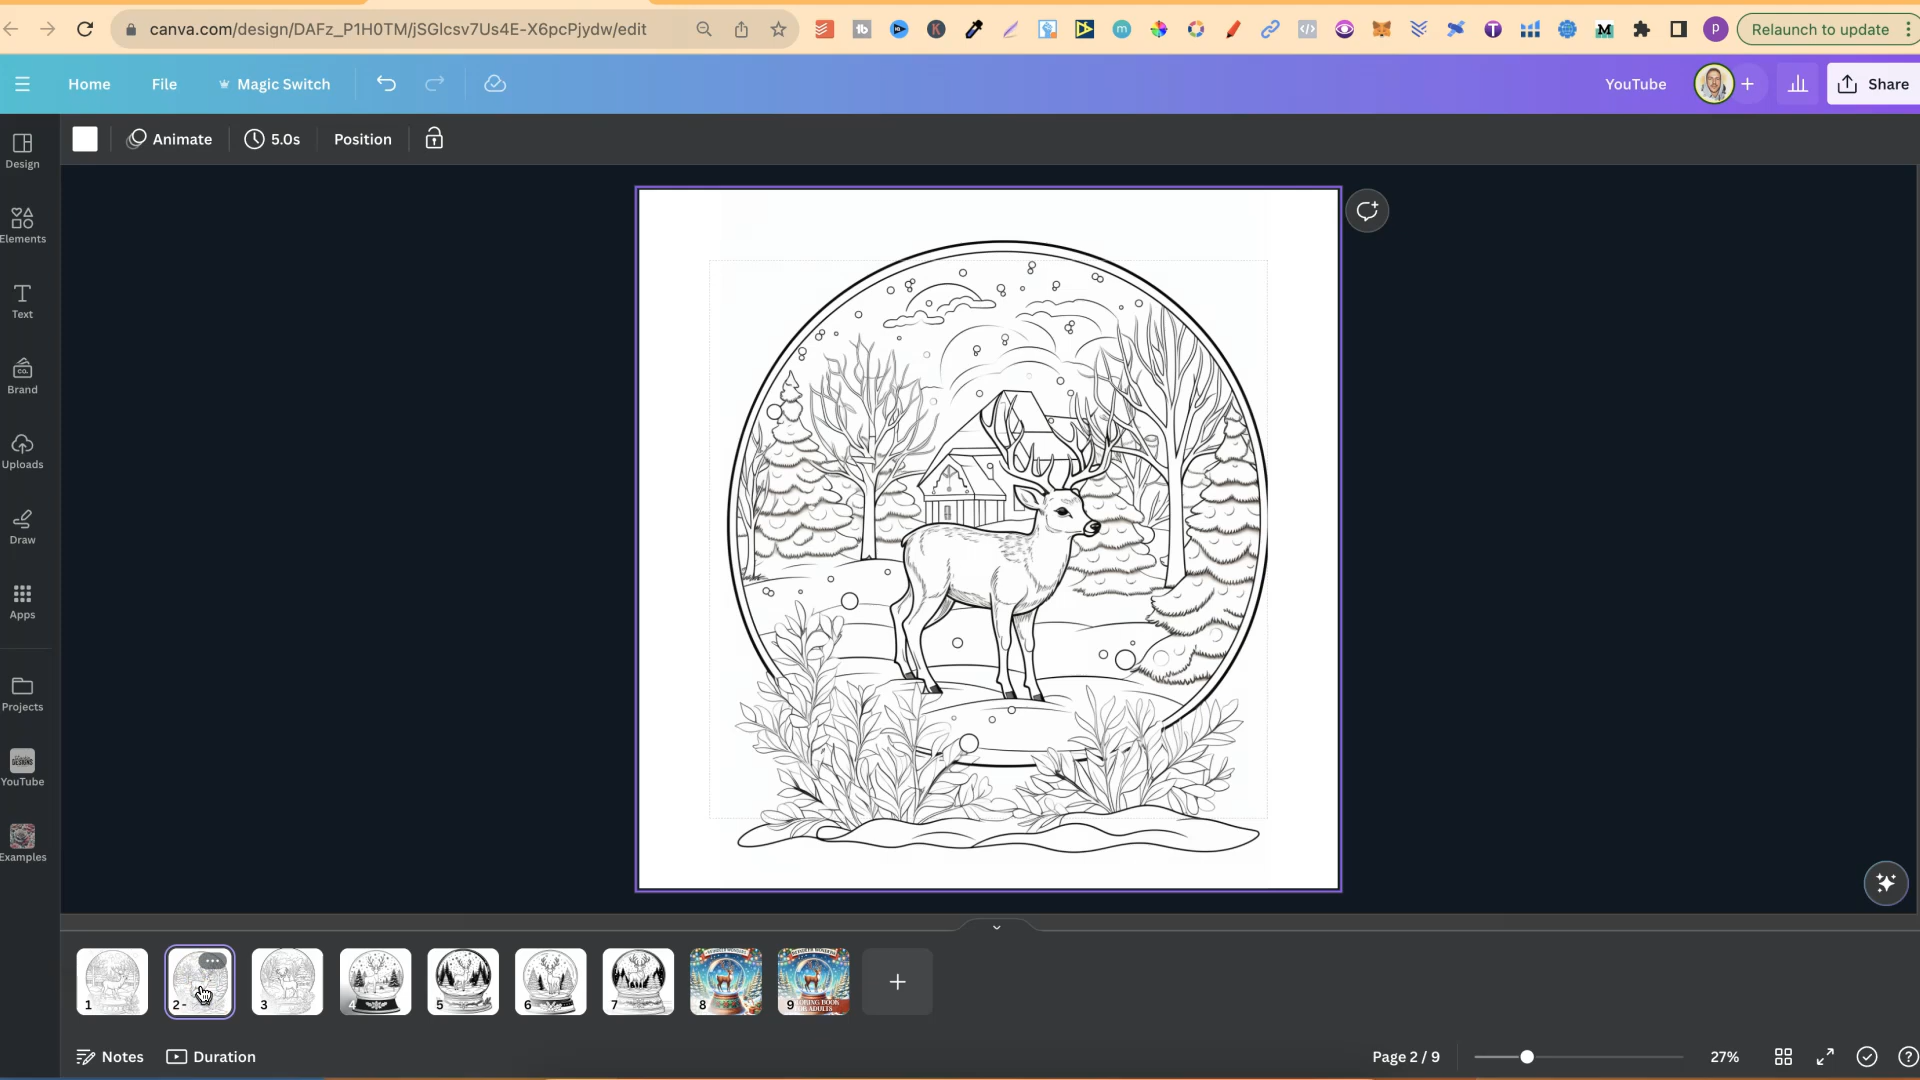 canva.com/design/DAFz_P1H0TM/jSGlcsv7Us4E-X6pcPjydw/edit
Relaunch to update
Home
File
Magic Switch
YouTube
Share
Animate
5.0s
Position
Design
Elements
Text
Brand
Uploads
Draw
Apps
Projects
YouTube
Examples
1
2 -
3
4
5
6
7
8
9
Notes
Duration
Page 2 / 9
27%